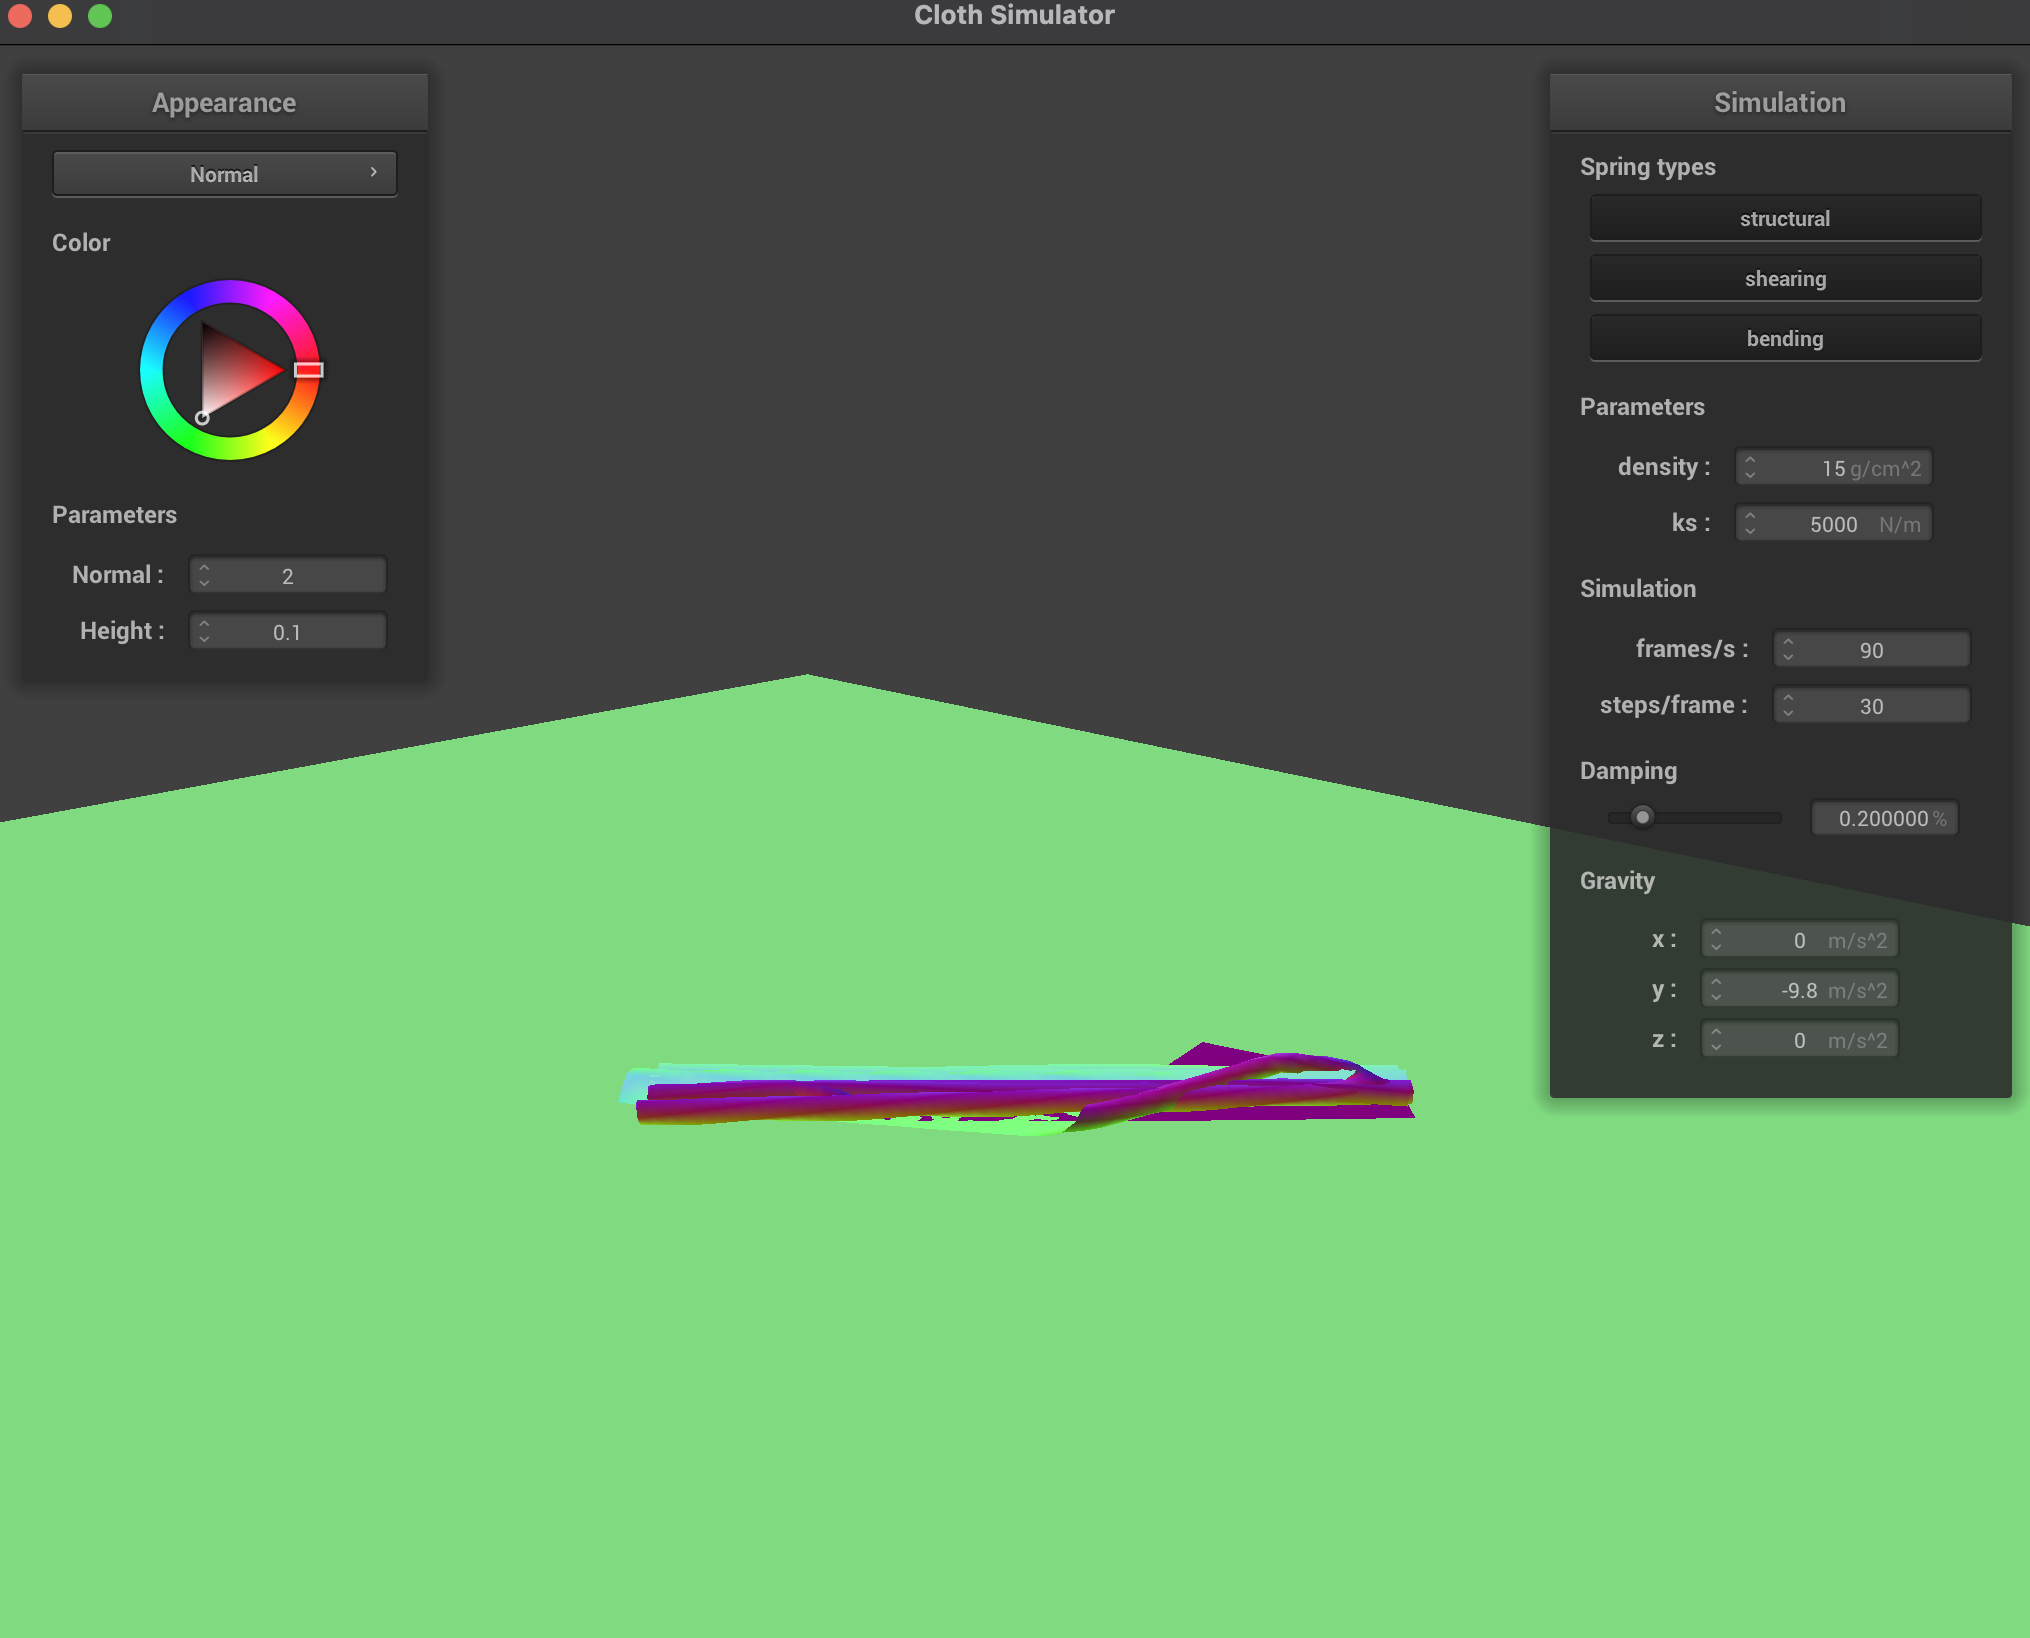 Cloth Simulator
Appearance
Normal
Color
Parameters
Normal : 2
Height : 0.1
Simulation
Spring types
structural
shearing
bending
Parameters
density : 15 g/cm^2
ks : 5000 N/m
Simulation
frames/s : 90
steps/frame : 30
Damping
0.200000 %
Gravity
x : 0 m/s^2
y : -9.8 m/s^2
z : 0 m/s^2